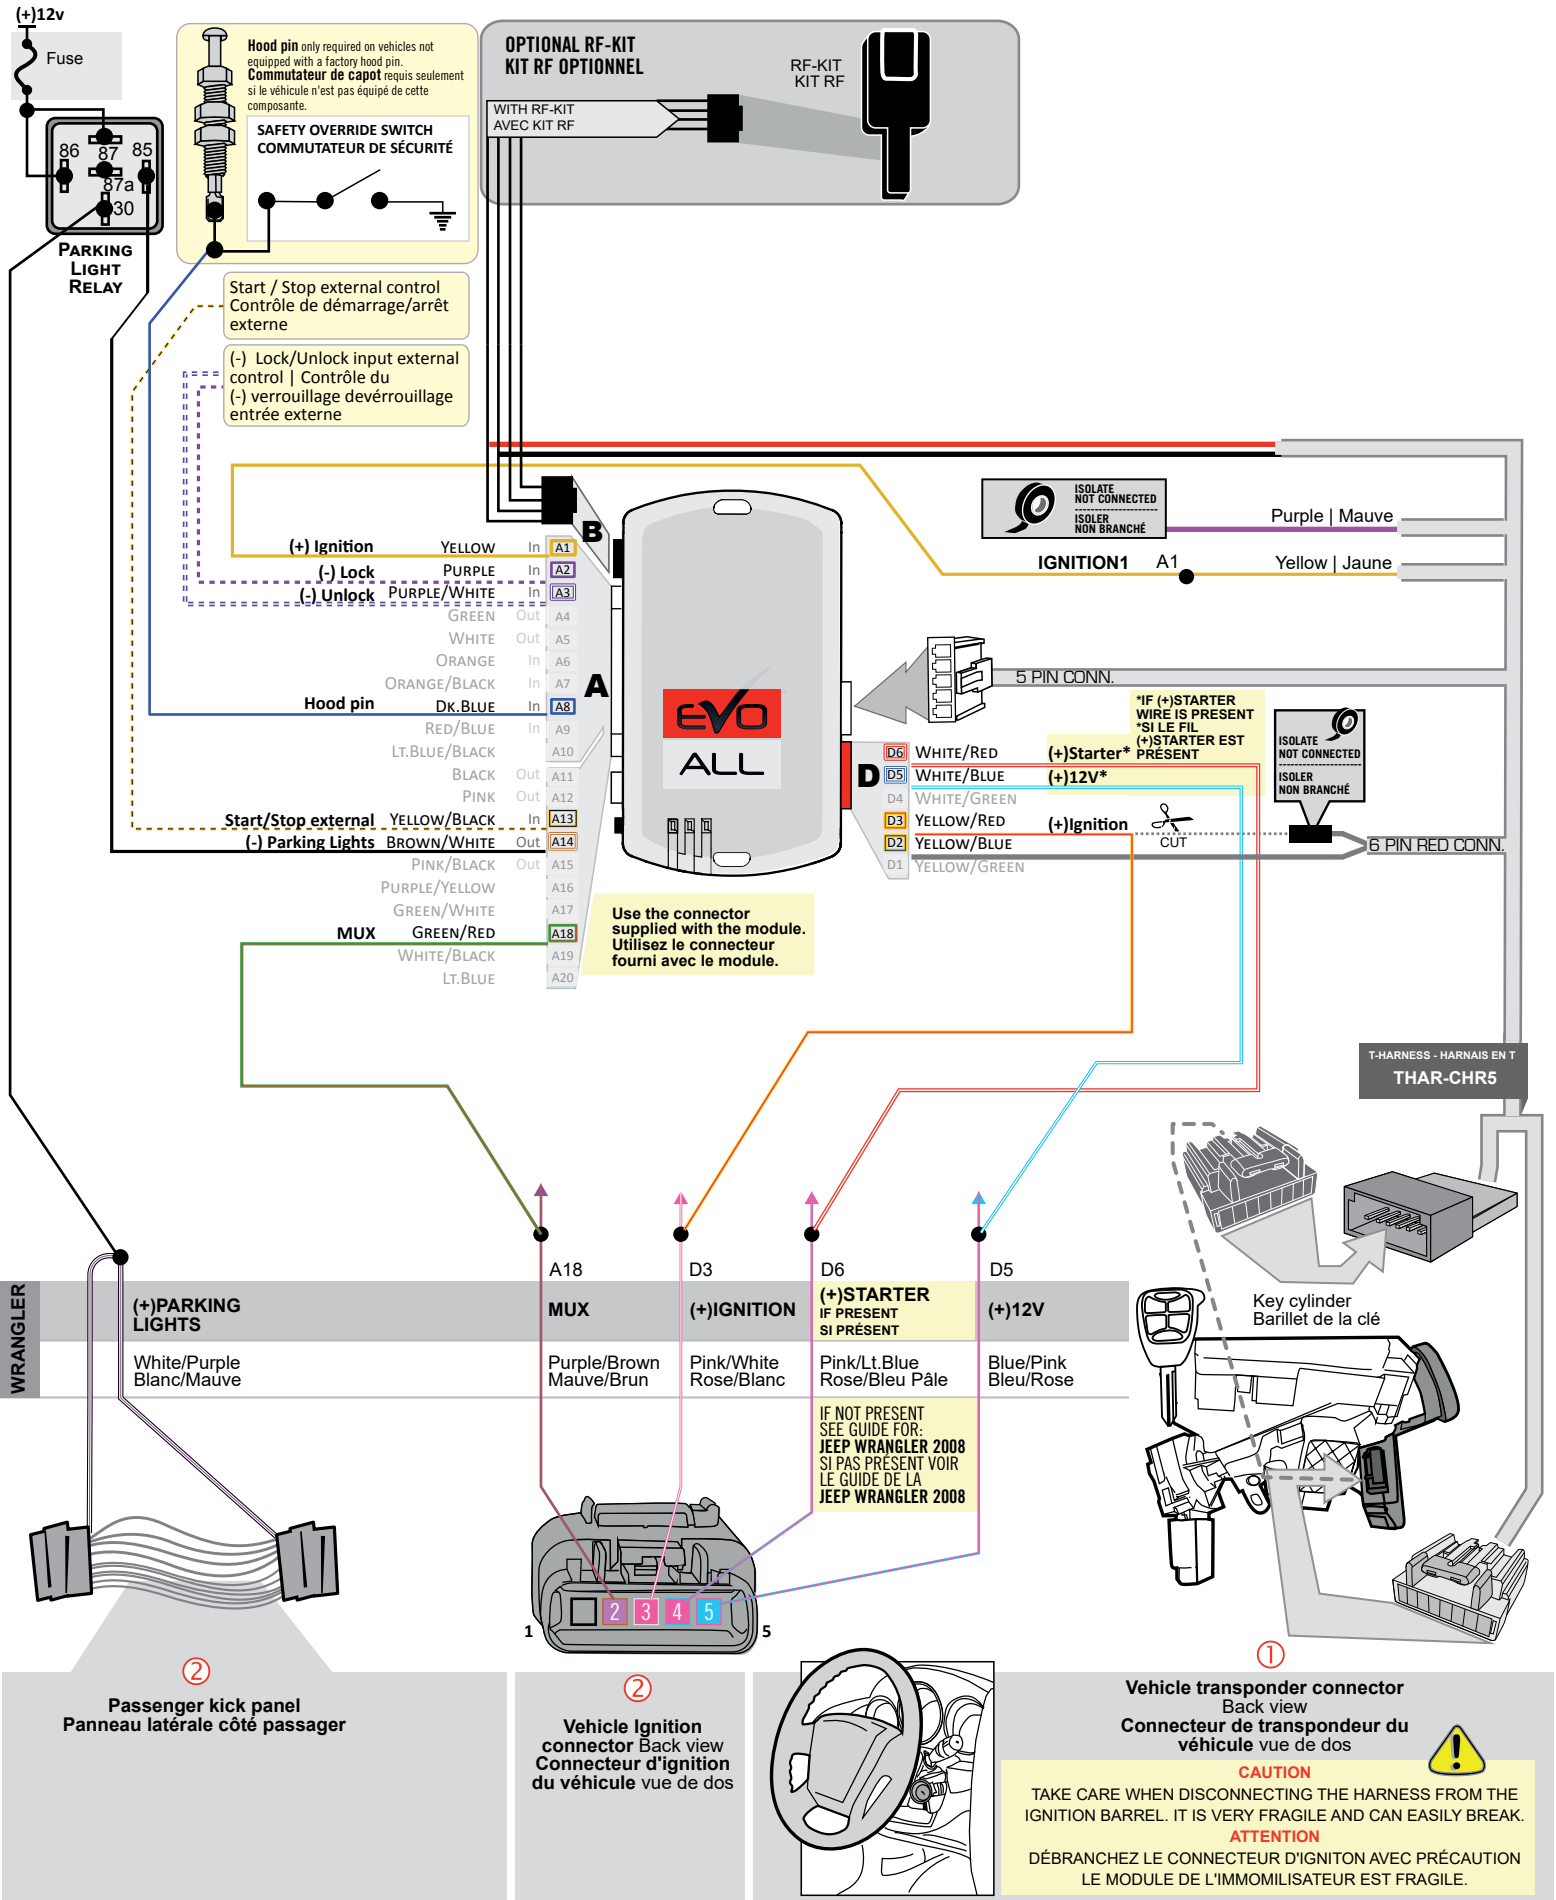 (+)12v
Fuse
86
87
85
87a
30
PARKING
LIGHT
RELAY
Hood pin only required on vehicles not
equipped with a factory hood pin.
Commutateur de capot requis seulement
si le véhicule n'est pas équipé de cette
composante.
SAFETY OVERRIDE SWITCH
COMMUTATEUR DE SÉCURITÉ
OPTIONAL RF-KIT
KIT RF OPTIONNEL
RF-KIT
KIT RF
WITH RF-KIT
AVEC KIT RF
Start / Stop external control
Contrôle de démarrage/arrêt
externe
(-) Lock/Unlock input external
control | Contrôle du
(-) verrouillage devérrouillage
entrée externe
ISOLATE
NOT CONNECTED
ISOLER
NON BRANCHÉ
Purple | Mauve
IGNITION1 A1 Yellow | Jaune
B
A
(+) Ignition YELLOW In A1
(-) Lock PURPLE In A2
(-) Unlock PURPLE/WHITE In A3
GREEN Out A4
WHITE Out A5
ORANGE In A6
ORANGE/BLACK In A7
Hood pin DK.BLUE In A8
RED/BLUE In A9
LT.BLUE/BLACK A10
BLACK Out A11
PINK Out A12
Start/Stop external YELLOW/BLACK In A13
(-) Parking Lights BROWN/WHITE Out A14
PINK/BLACK Out A15
PURPLE/YELLOW A16
GREEN/WHITE A17
MUX GREEN/RED A18
WHITE/BLACK A19
LT.BLUE A20
EVO
ALL
Use the connector
supplied with the module.
Utilisez le connecteur
fourni avec le module.
5 PIN CONN.
*IF (+)STARTER
WIRE IS PRESENT
*SI LE FIL
(+)STARTER EST
PRÉSENT
D
D6 WHITE/RED (+)Starter*
D5 WHITE/BLUE (+)12V*
D4 WHITE/GREEN
D3 YELLOW/RED (+)Ignition
D2 YELLOW/BLUE
D1 YELLOW/GREEN
CUT
ISOLATE
NOT CONNECTED
ISOLER
NON BRANCHÉ
6 PIN RED CONN.
T-HARNESS - HARNAIS EN T
THAR-CHR5
Key cylinder
Barillet de la clé
A18 D3 D6 D5
WRANGLER
(+)PARKING
LIGHTS
MUX
(+)IGNITION
(+)STARTER
IF PRESENT
SI PRÉSENT
(+)12V
White/Purple
Blanc/Mauve
Purple/Brown
Mauve/Brun
Pink/White
Rose/Blanc
Pink/Lt.Blue
Rose/Bleu Pâle
Blue/Pink
Bleu/Rose
IF NOT PRESENT
SEE GUIDE FOR:
JEEP WRANGLER 2008
SI PAS PRÉSENT VOIR
LE GUIDE DE LA
JEEP WRANGLER 2008
2 3 4 5
1 5
2
Passenger kick panel
Panneau latérale côté passager
2
Vehicle Ignition
connector Back view
Connecteur d'ignition
du véhicule vue de dos
1
Vehicle transponder connector
Back view
Connecteur de transpondeur du
véhicule vue de dos
CAUTION
TAKE CARE WHEN DISCONNECTING THE HARNESS FROM THE
IGNITION BARREL. IT IS VERY FRAGILE AND CAN EASILY BREAK.
ATTENTION
DÉBRANCHEZ LE CONNECTEUR D'IGNITON AVEC PRÉCAUTION
LE MODULE DE L'IMMOMILISATEUR EST FRAGILE.